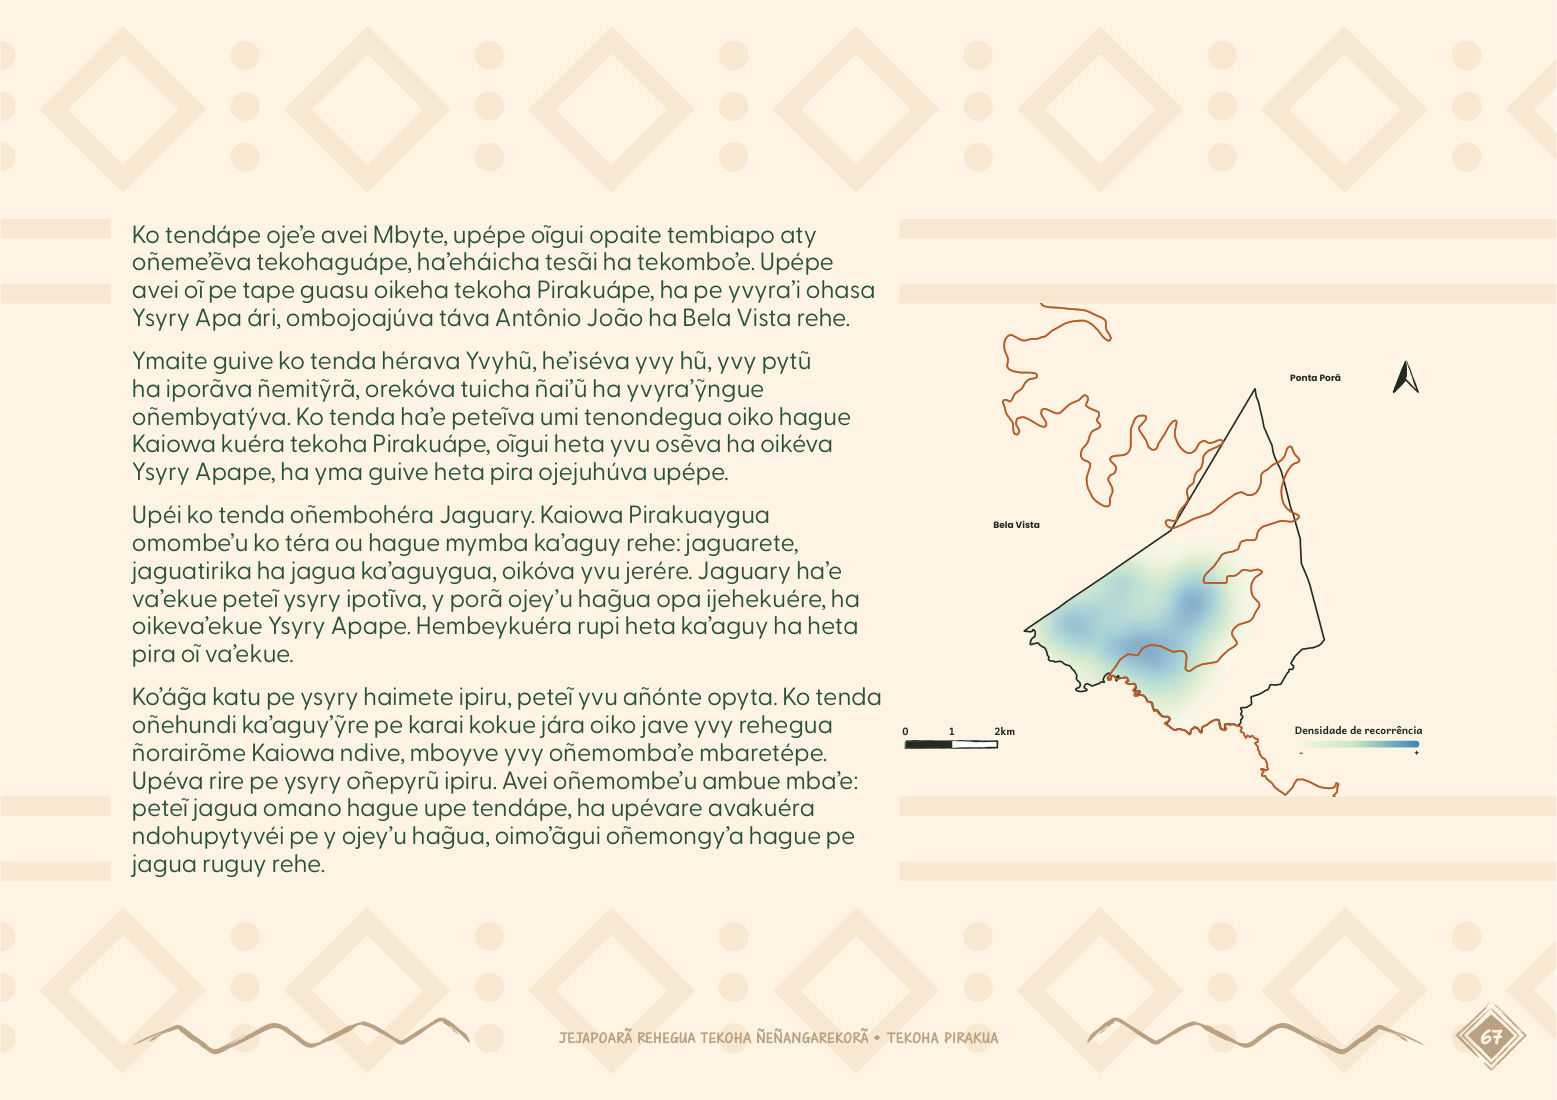 Ko tendápe oje’e avei Mbyte, upépe oĩgui opaite tembiapo aty
oñeme’ẽva tekohaguápe, ha’eháicha tesãi ha tekombo’e. Upépe
avei oĩ pe tape guasu oikeha tekoha Pirakuápe, ha pe yvyra’i ohasa
Ysyry Apa ári, ombojoajúva táva Antônio João ha Bela Vista rehe.
Ymaite guive ko tenda hérava Yvyhũ, he’iséva yvy hũ, yvy pytũ
ha iporãva ñemitỹrã, orekóva tuicha ñai’ũ ha yvyra’ỹngue
oñembyatýva. Ko tenda ha’e peteĩva umi tenondegua oiko hague
Kaiowa kuéra tekoha Pirakuápe, oĩgui heta yvu osẽva ha oikéva
Ysyry Apape, ha yma guive heta pira ojejuhúva upépe.
Upéi ko tenda oñembohéra Jaguary. Kaiowa Pirakuaygua
omombe’u ko téra ou hague mymba ka’aguy rehe: jaguarete,
jaguatirika ha jagua ka’aguygua, oikóva yvu jerére. Jaguary ha’e
va’ekue peteĩ ysyry ipotĩva, y porã ojey’u hag̃ua opa ijehekuére, ha
oikeva’ekue Ysyry Apape. Hembeykuéra rupi heta ka’aguy ha heta
pira oĩ va’ekue.
Ko’ág̃a katu pe ysyry haimete ipiru, peteĩ yvu añónte opyta. Ko tenda
oñehundi ka’aguy’ỹre pe karai kokue jára oiko jave yvy rehegua
ñorairõme Kaiowa ndive, mboyve yvy oñemomba’e mbaretépe.
Upéva rire pe ysyry oñepyrũ ipiru. Avei oñemombe’u ambue mba’e:
peteĩ jagua omano hague upe tendápe, ha upévare avakuéra
ndohupytyvéi pe y ojey’u hag̃ua, oimo’ãgui oñemongy’a hague pe
jagua ruguy rehe.
Ponta Porã
Bela Vista
0 1 2km
Densidade de recorrência
- +
JEJAPOARÃ REHEGUA TEKOHA ÑEÑANGAREKORÃ • TEKOHA PIRAKUA
67